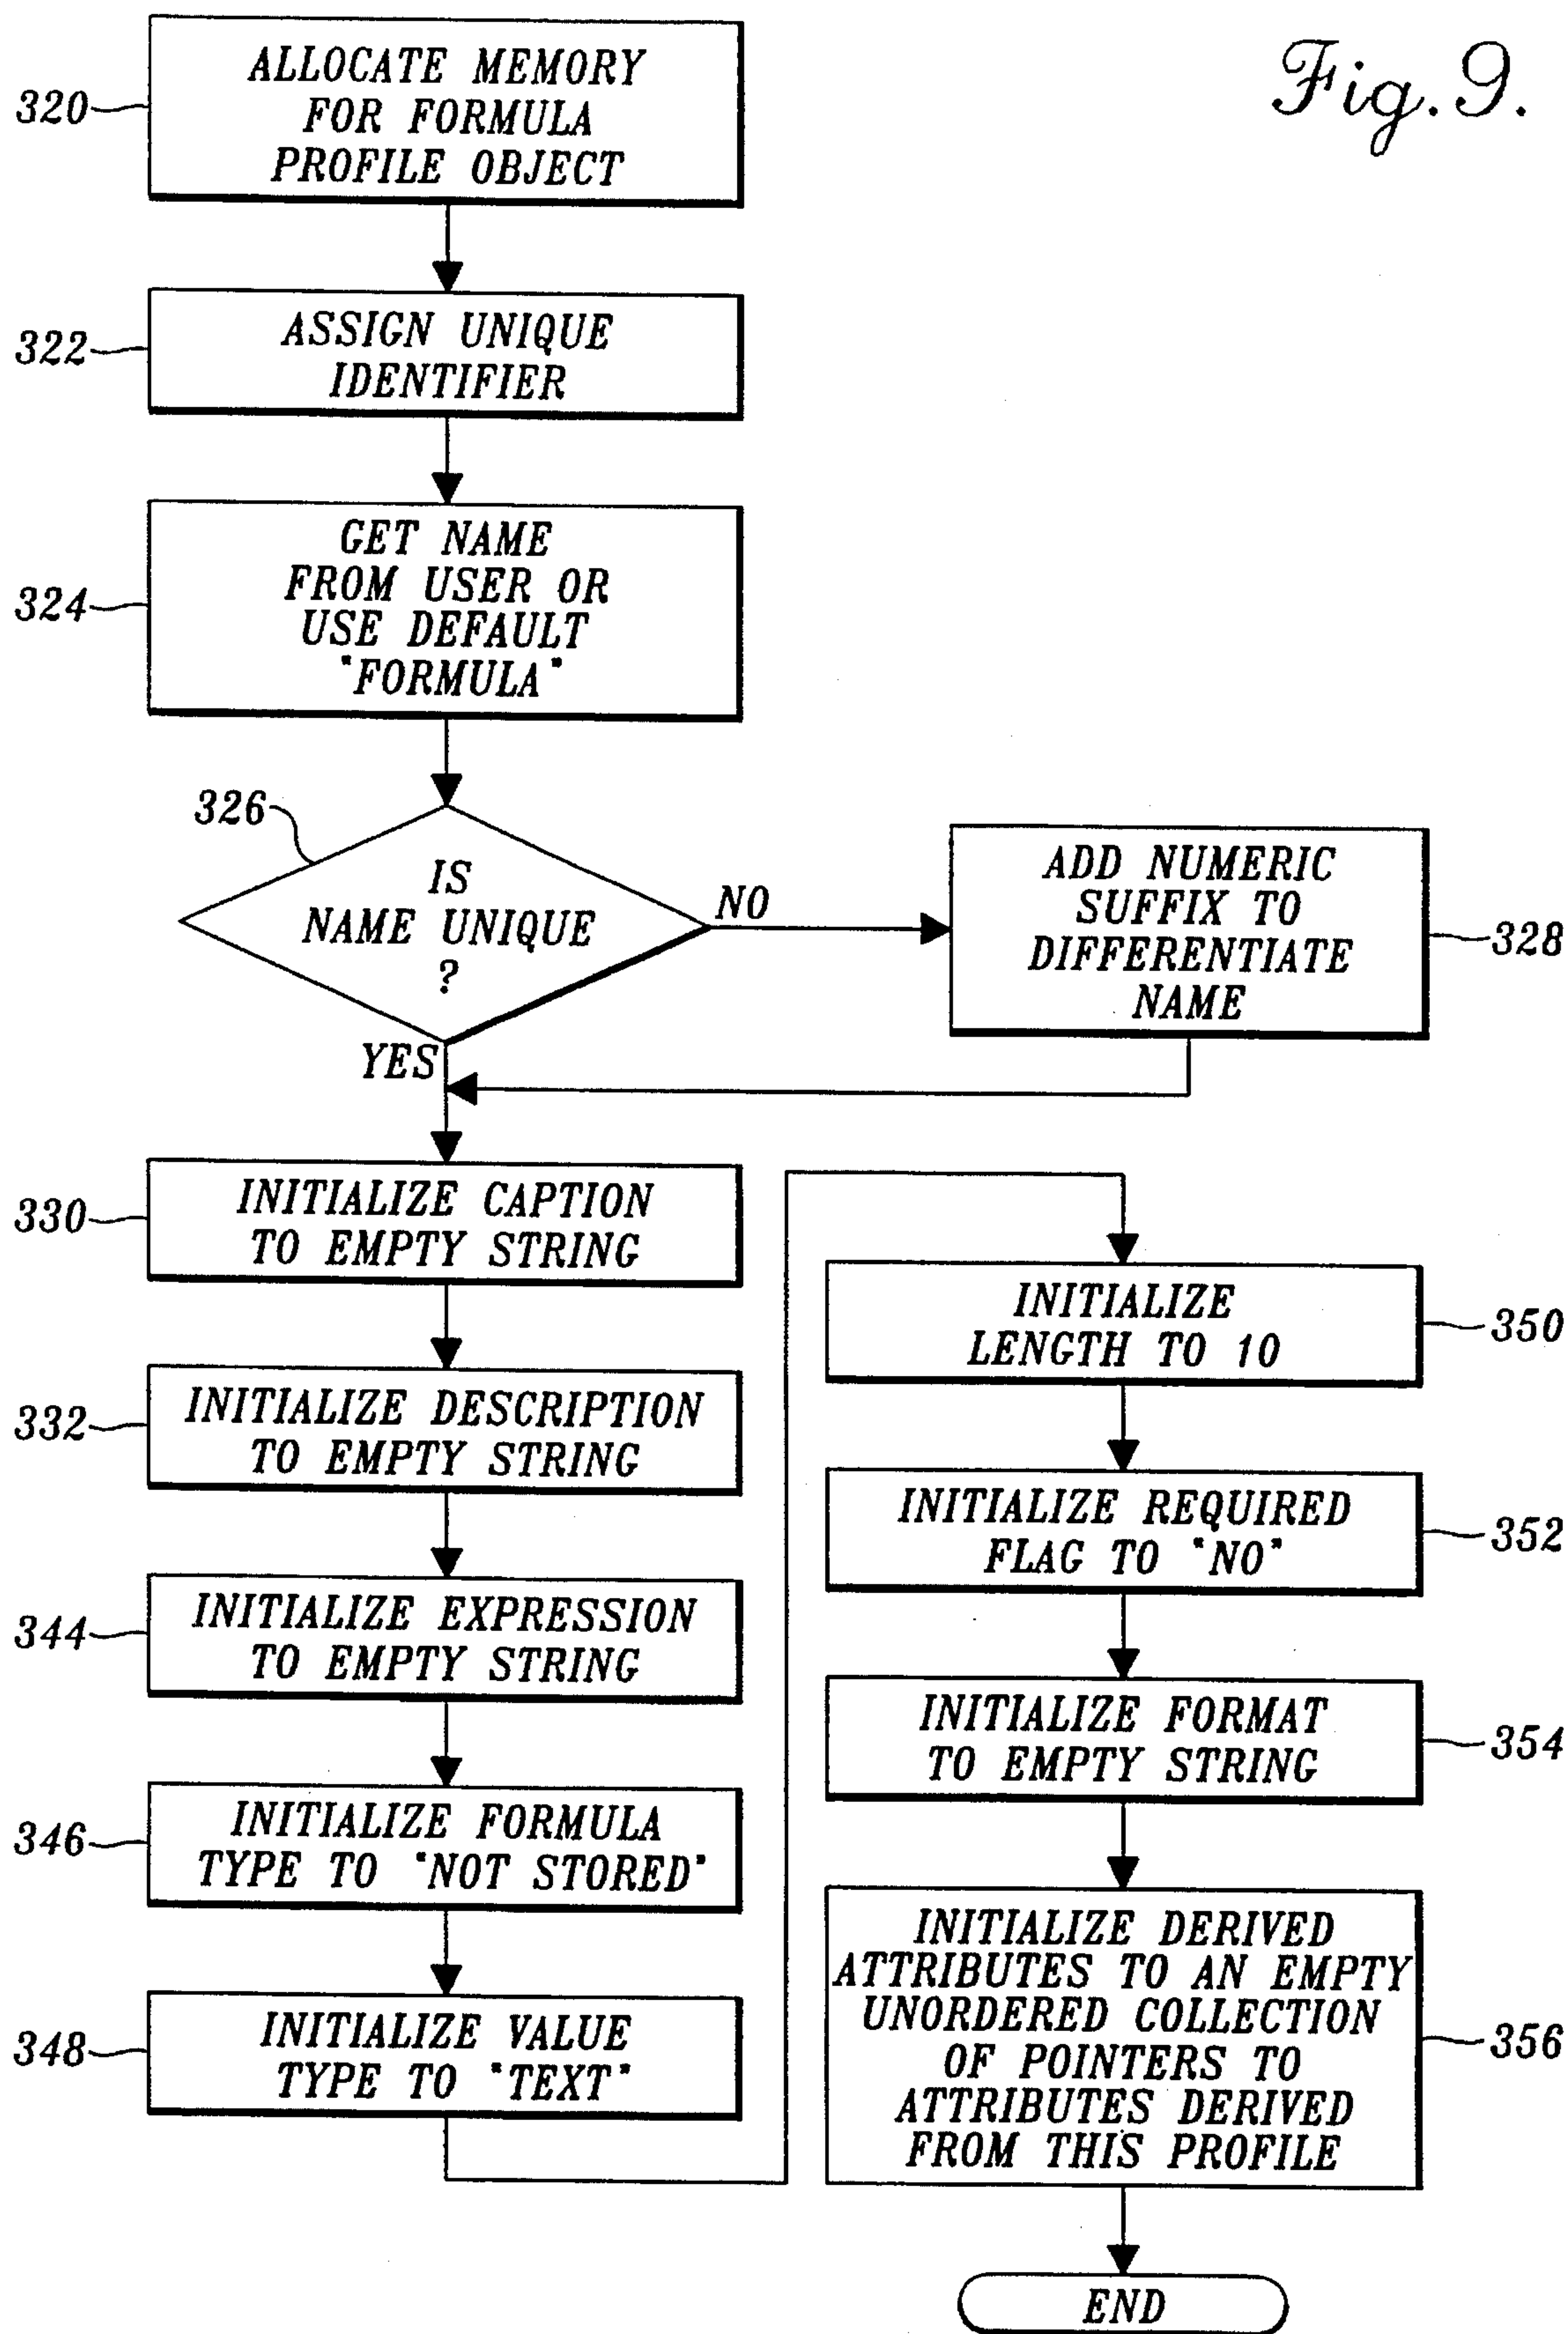 Fig. 9.
320
ALLOCATE MEMORY
FOR FORMULA
PROFILE OBJECT
322
ASSIGN UNIQUE
IDENTIFIER
324
GET NAME
FROM USER OR
USE DEFAULT
"FORMULA"
326
IS
NAME UNIQUE
?
NO
YES
ADD NUMERIC
SUFFIX TO
DIFFERENTIATE
NAME
328
330
INITIALIZE CAPTION
TO EMPTY STRING
332
INITIALIZE DESCRIPTION
TO EMPTY STRING
344
INITIALIZE EXPRESSION
TO EMPTY STRING
346
INITIALIZE FORMULA
TYPE TO "NOT STORED"
348
INITIALIZE VALUE
TYPE TO "TEXT"
INITIALIZE
LENGTH TO 10
350
INITIALIZE REQUIRED
FLAG TO "NO"
352
INITIALIZE FORMAT
TO EMPTY STRING
354
INITIALIZE DERIVED
ATTRIBUTES TO AN EMPTY
UNORDERED COLLECTION
OF POINTERS TO
ATTRIBUTES DERIVED
FROM THIS PROFILE
356
END